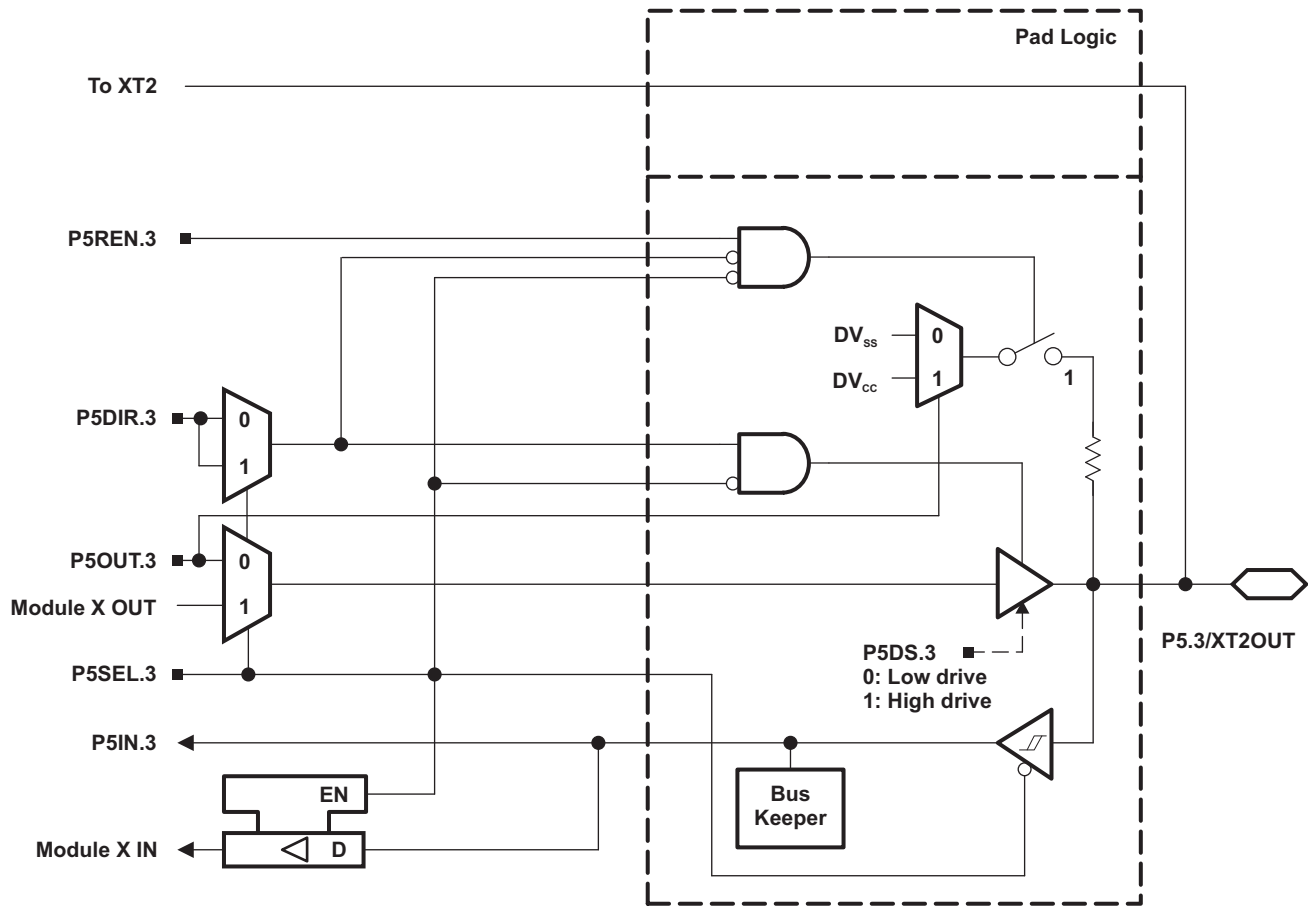 Pad Logic
To XT2
P5REN.3
DVSS
0
DVCC
1
1
P5DIR.3
0
1
P5OUT.3
0
Module X OUT
1
P5DS.3
0: Low drive
1: High drive
P5.3/XT2OUT
P5SEL.3
P5IN.3
EN
Bus
Keeper
Module X IN
D